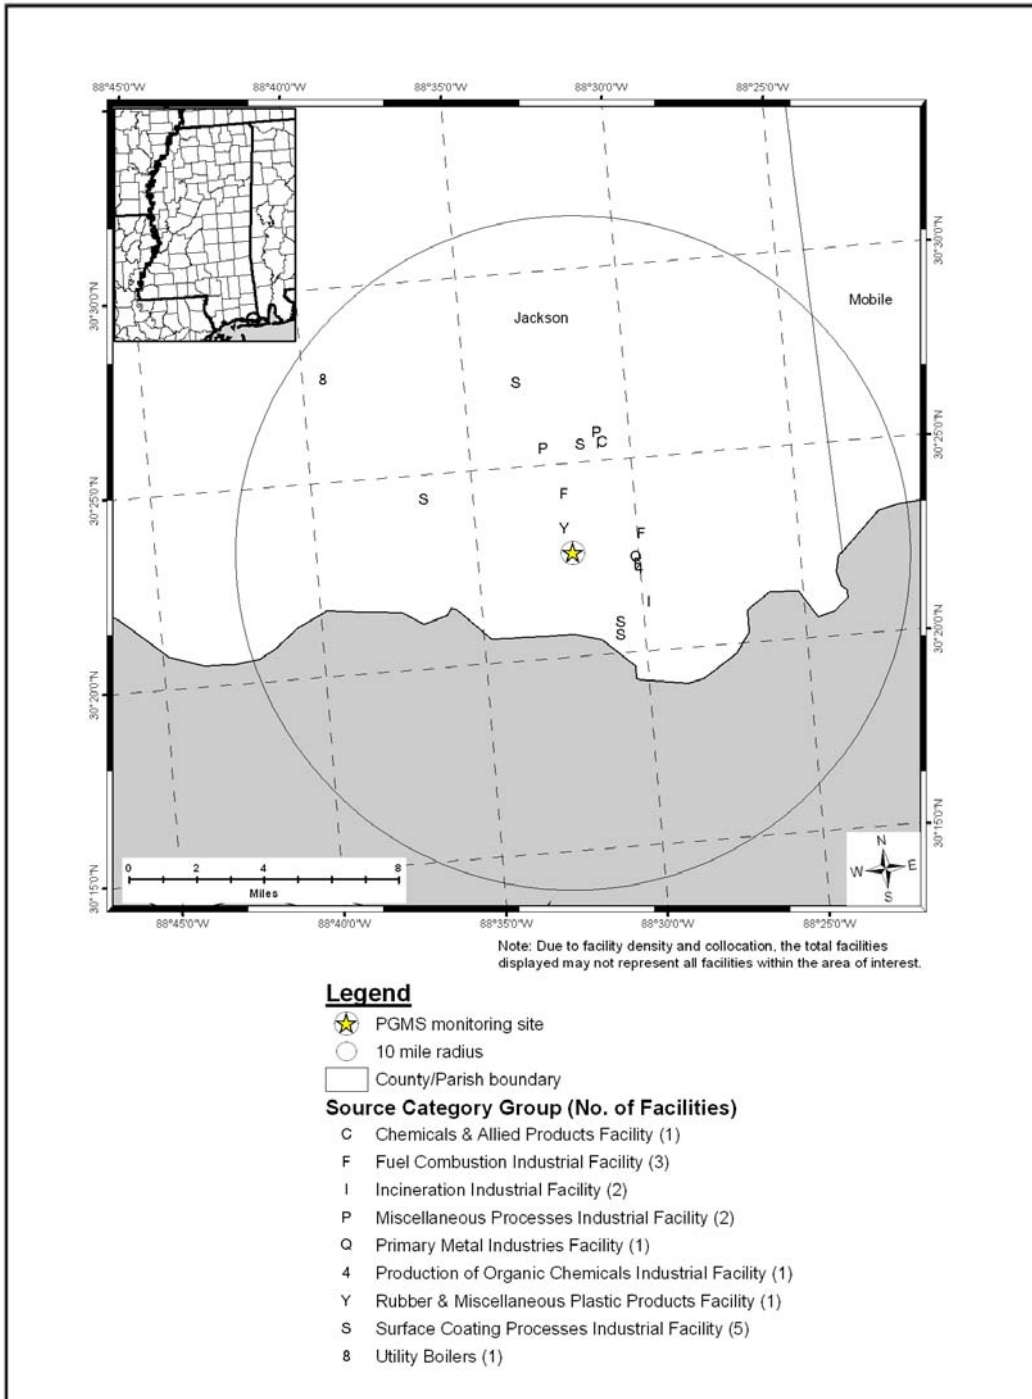 88°45'0"W 88°40'0"W 88°35'0"W 88°30'0"W 88°25'0"W
30°30'0"N
30°30'0"N
Mobile
Jackson
8
S
P
S
C
P
30°25'0"N
30°25'0"N
S
F
Y
F
Q
I
S
S
30°20'0"N
30°20'0"N
30°15'0"N
30°15'0"N
0 2 4 8
Miles
N
W E
S
88°45'0"W 88°40'0"W 88°35'0"W 88°30'0"W 88°25'0"W
Note: Due to facility density and collocation, the total facilities
displayed may not represent all facilities within the area of interest.
Legend
PGMS monitoring site
10 mile radius
County/Parish boundary
Source Category Group (No. of Facilities)
C Chemicals & Allied Products Facility (1)
F Fuel Combustion Industrial Facility (3)
I Incineration Industrial Facility (2)
P Miscellaneous Processes Industrial Facility (2)
Q Primary Metal Industries Facility (1)
4 Production of Organic Chemicals Industrial Facility (1)
Y Rubber & Miscellaneous Plastic Products Facility (1)
S Surface Coating Processes Industrial Facility (5)
8 Utility Boilers (1)